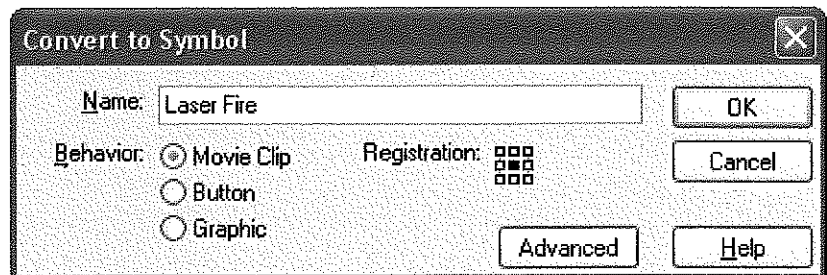 Convert to Symbol
Name: Laser Fire OK
Behavior: Movie Clip Registration: Cancel
Button
Graphic
Advanced Help